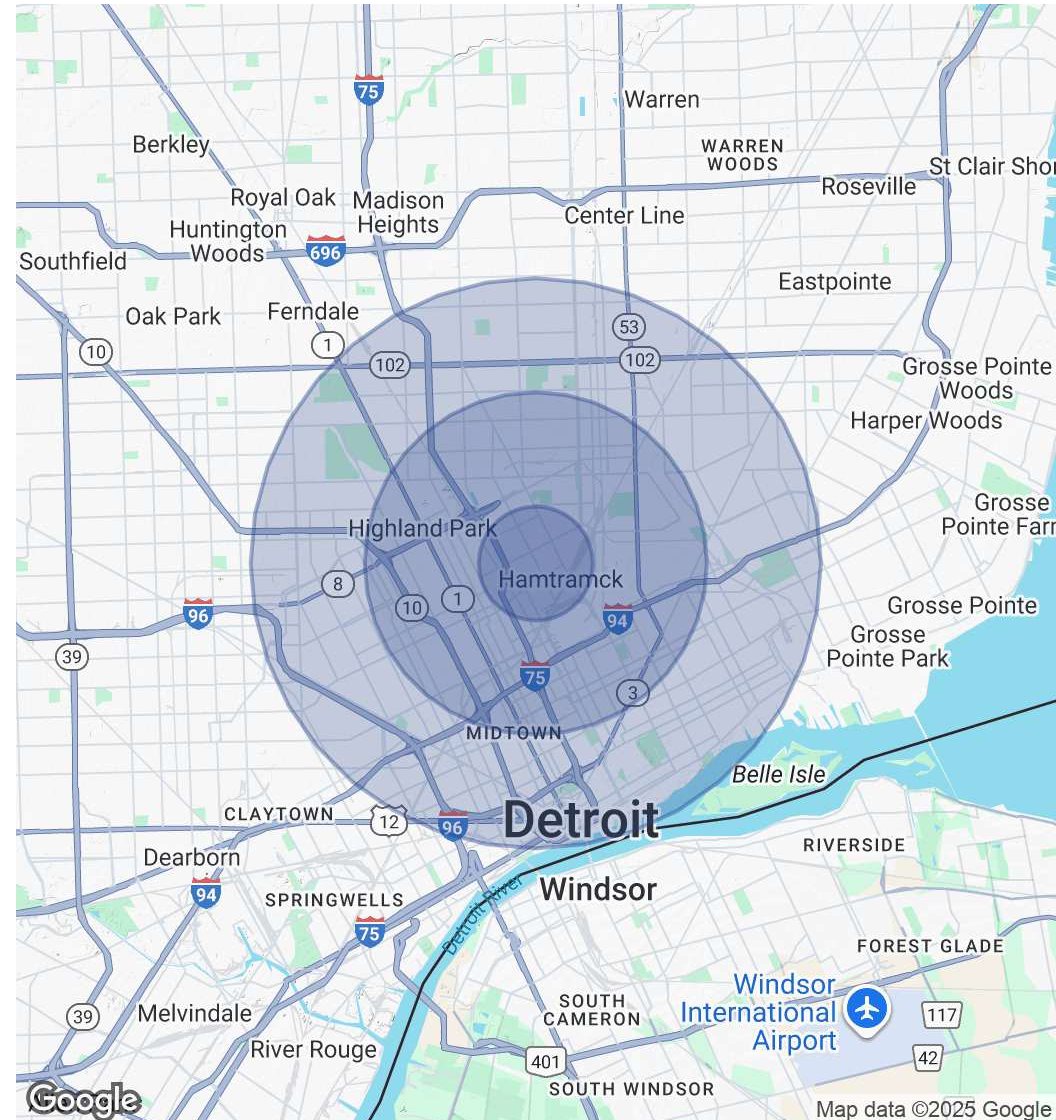 75
Warren
Berkley
WARREN
WOODS
St Clair Shor
Roseville
Royal Oak
Madison
Heights
Center Line
Huntington
Woods
696
Southfield
Eastpointe
Oak Park
Ferndale
53
1
10
102
102
Grosse Pointe
Woods
Harper Woods
Grosse
Pointe Farr
Highland Park
Hamtramck
8
10
1
96
94
Grosse Pointe
Grosse
Pointe Park
39
75
3
MIDTOWN
Belle Isle
CLAYTOWN
12
96
Detroit
RIVERSIDE
Dearborn
94
Windsor
SPRINGWELLS
75
Detroit River
FOREST GLADE
Windsor
International
Airport
SOUTH
CAMERON
Melvindale
39
117
River Rouge
401
42
SOUTH WINDSOR
Google
Map data ©2025 Google